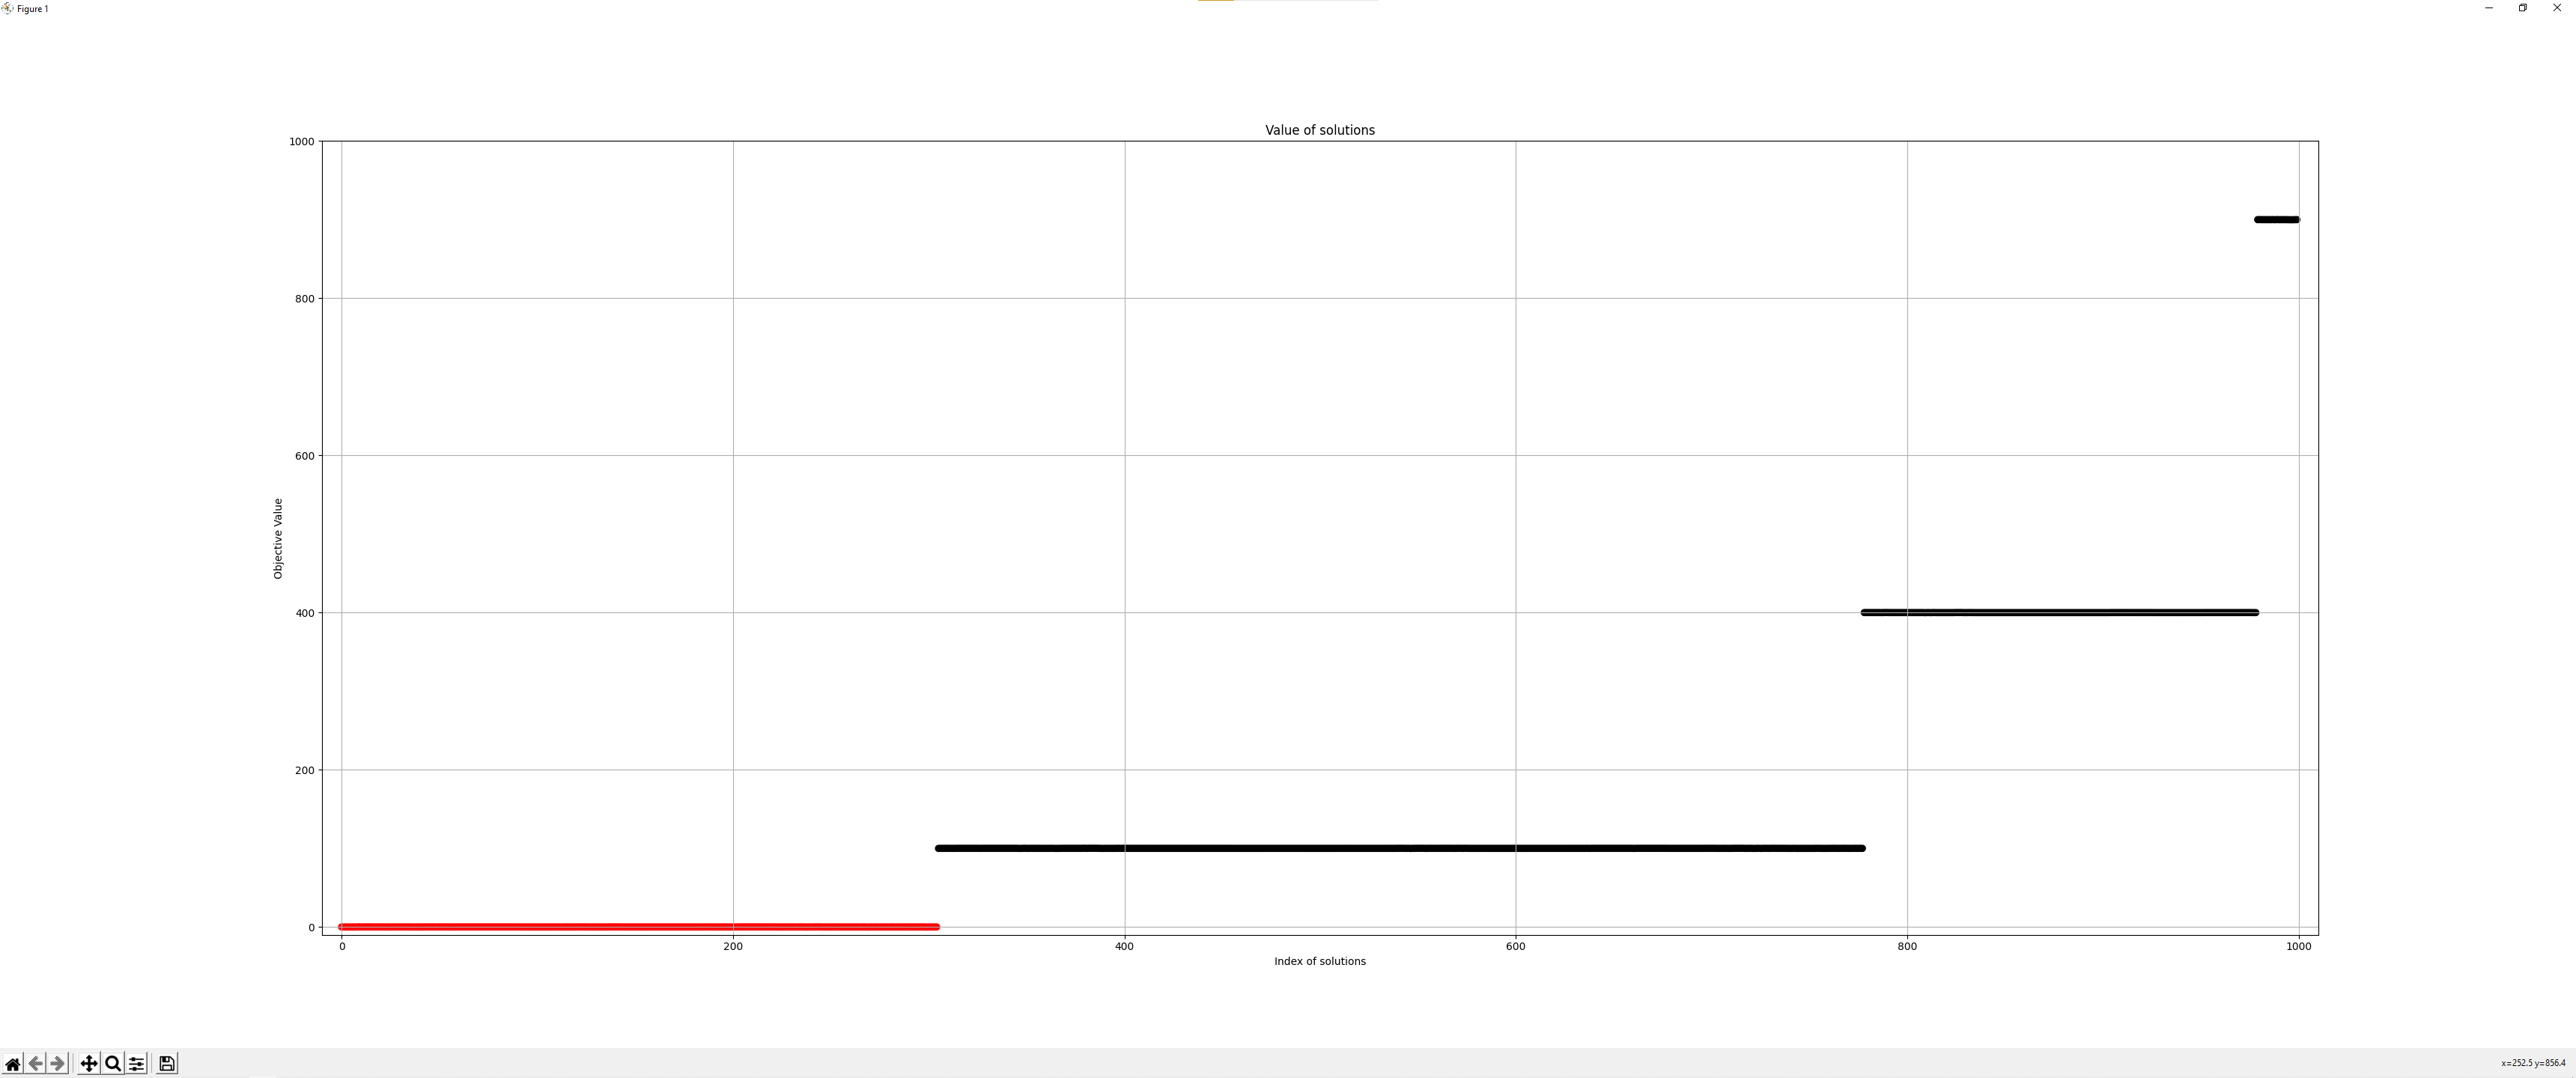 Figure 1
Value of solutions
1000
800
600
400
200
0
Objective Value
0 200 400 600 800 1000
Index of solutions
x=252.5 y=856.4